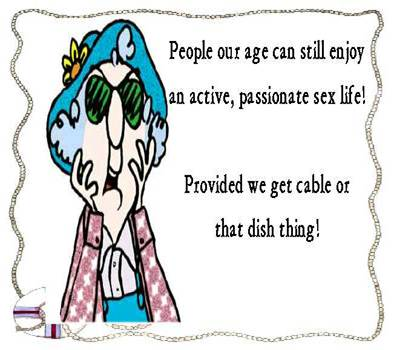 People our age can still enjoy
an active, passionate sex life!
Provided we get cable or
that dish thing!